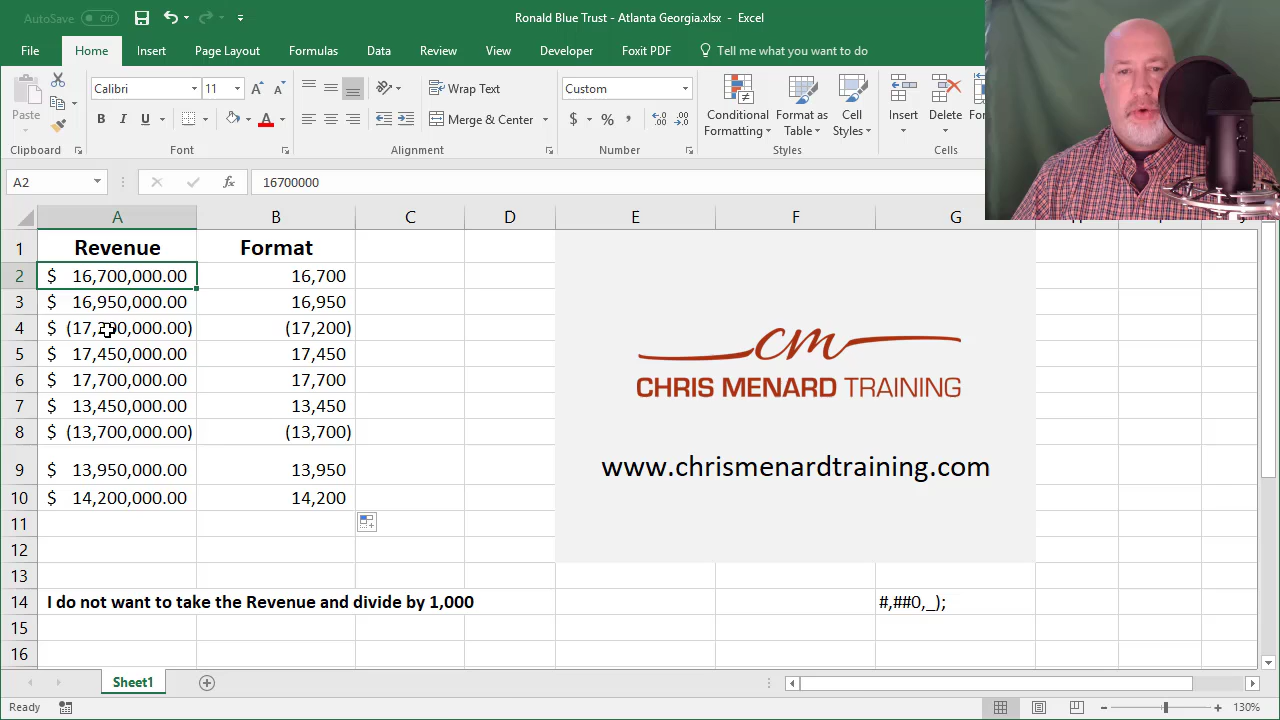 AutoSave Off
Ronald Blue Trust - Atlanta Georgia.xlsx - Excel
File Home Insert Page Layout Formulas Data Review View Developer Foxit PDF Tell me what you want to do
Paste
Calibri 11
B I U A
Wrap Text
Merge & Center
Custom
$ % ,
Conditional Formatting
Format as Table
Cell Styles
Insert
Delete
Clipboard Font Alignment Number Styles Cells
A2 fx 16700000
A B C D E F G
1 Revenue Format
2 $ 16,700,000.00 16,700
3 $ 16,950,000.00 16,950
4 $ (17,200,000.00) (17,200)
5 $ 17,450,000.00 17,450
6 $ 17,700,000.00 17,700
7 $ 13,450,000.00 13,450
8 $ (13,700,000.00) (13,700)
9 $ 13,950,000.00 13,950
10 $ 14,200,000.00 14,200
11
12
13
14 I do not want to take the Revenue and divide by 1,000 #,##0,_);
15
16
cm
CHRIS MENARD TRAINING
www.chrismenardtraining.com
Sheet1
Ready 130%